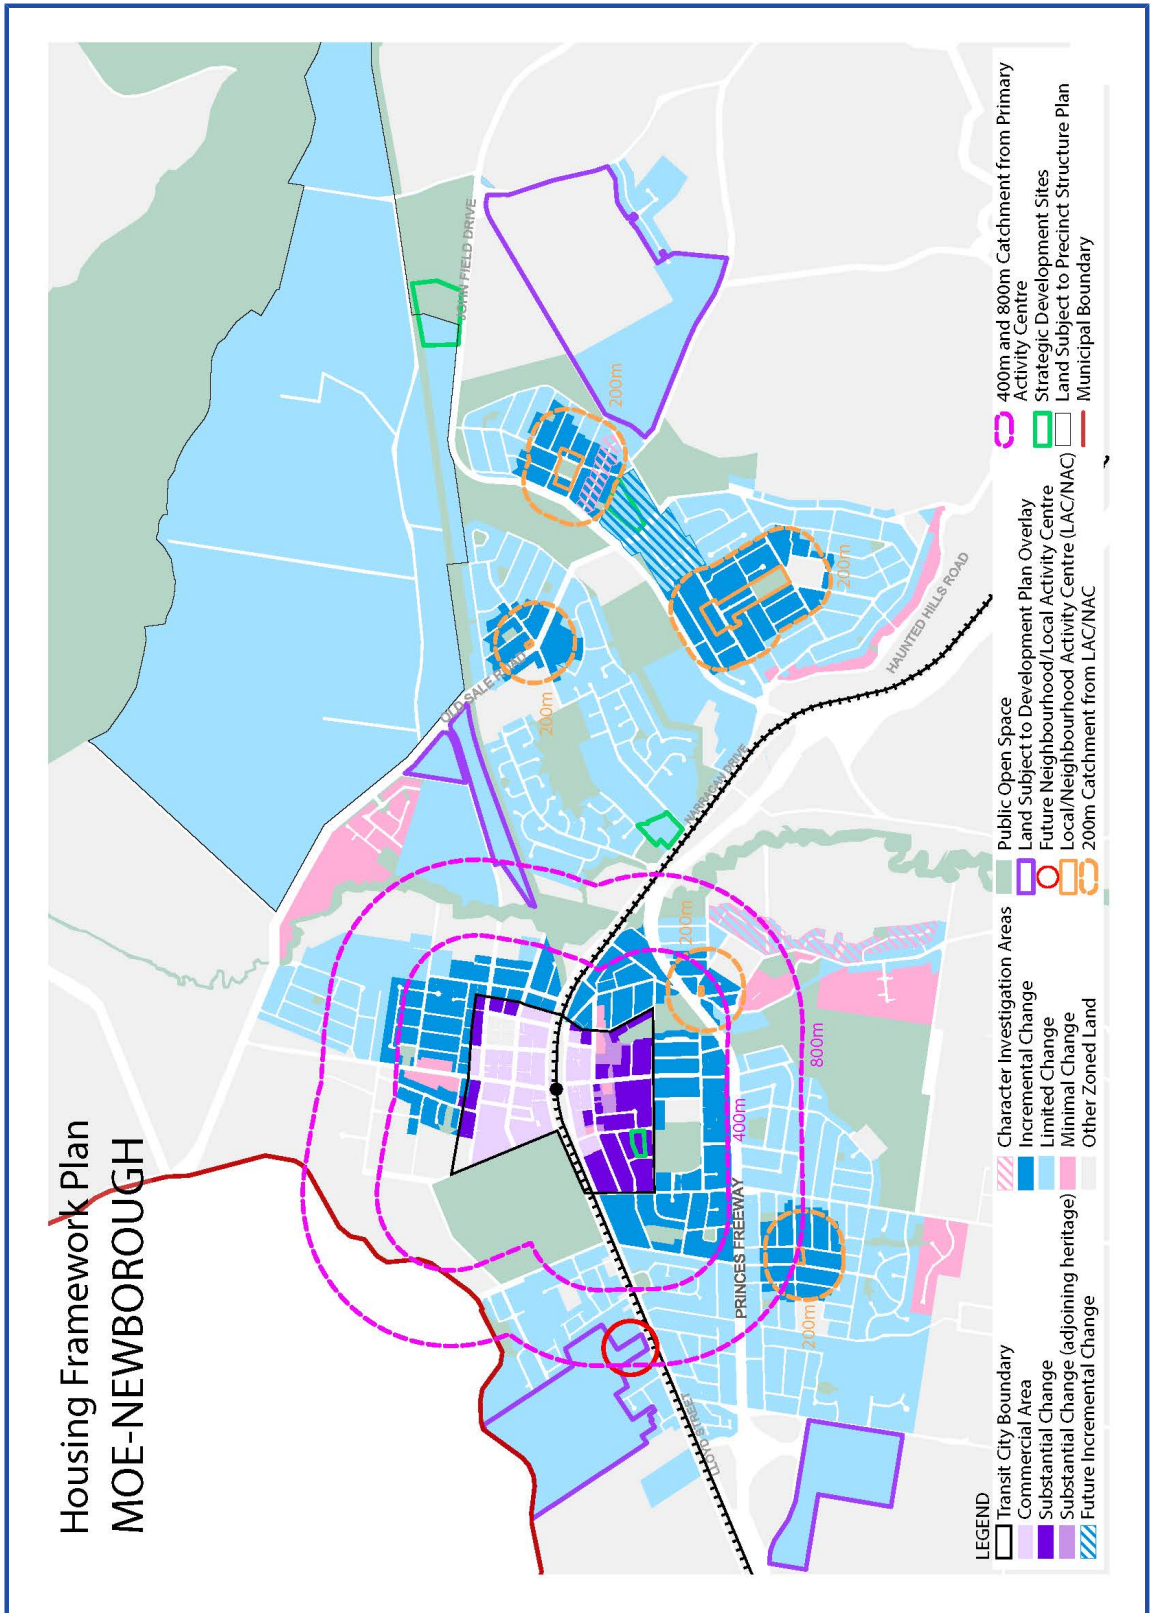 Housing Framework Plan
MOE-NEWBOROUGH
JOHN FIELD DRIVE
OLD SALE ROAD
NARRACAN DRIVE
HAUNTED HILLS ROAD
PRINCES FREEWAY
LLOYD STREET
200m
200m
200m
200m
200m
400m
800m
LEGEND
Transit City Boundary
Commercial Area
Substantial Change
Substantial Change (adjoining heritage)
Future Incremental Change
Character Investigation Areas
Incremental Change
Limited Change
Minimal Change
Other Zoned Land
Public Open Space
Land Subject to Development Plan Overlay
Future Neighbourhood/Local Activity Centre
Local/Neighbourhood Activity Centre (LAC/NAC)
200m Catchment from LAC/NAC
400m and 800m Catchment from Primary
Activity Centre
Strategic Development Sites
Land Subject to Precinct Structure Plan
Municipal Boundary